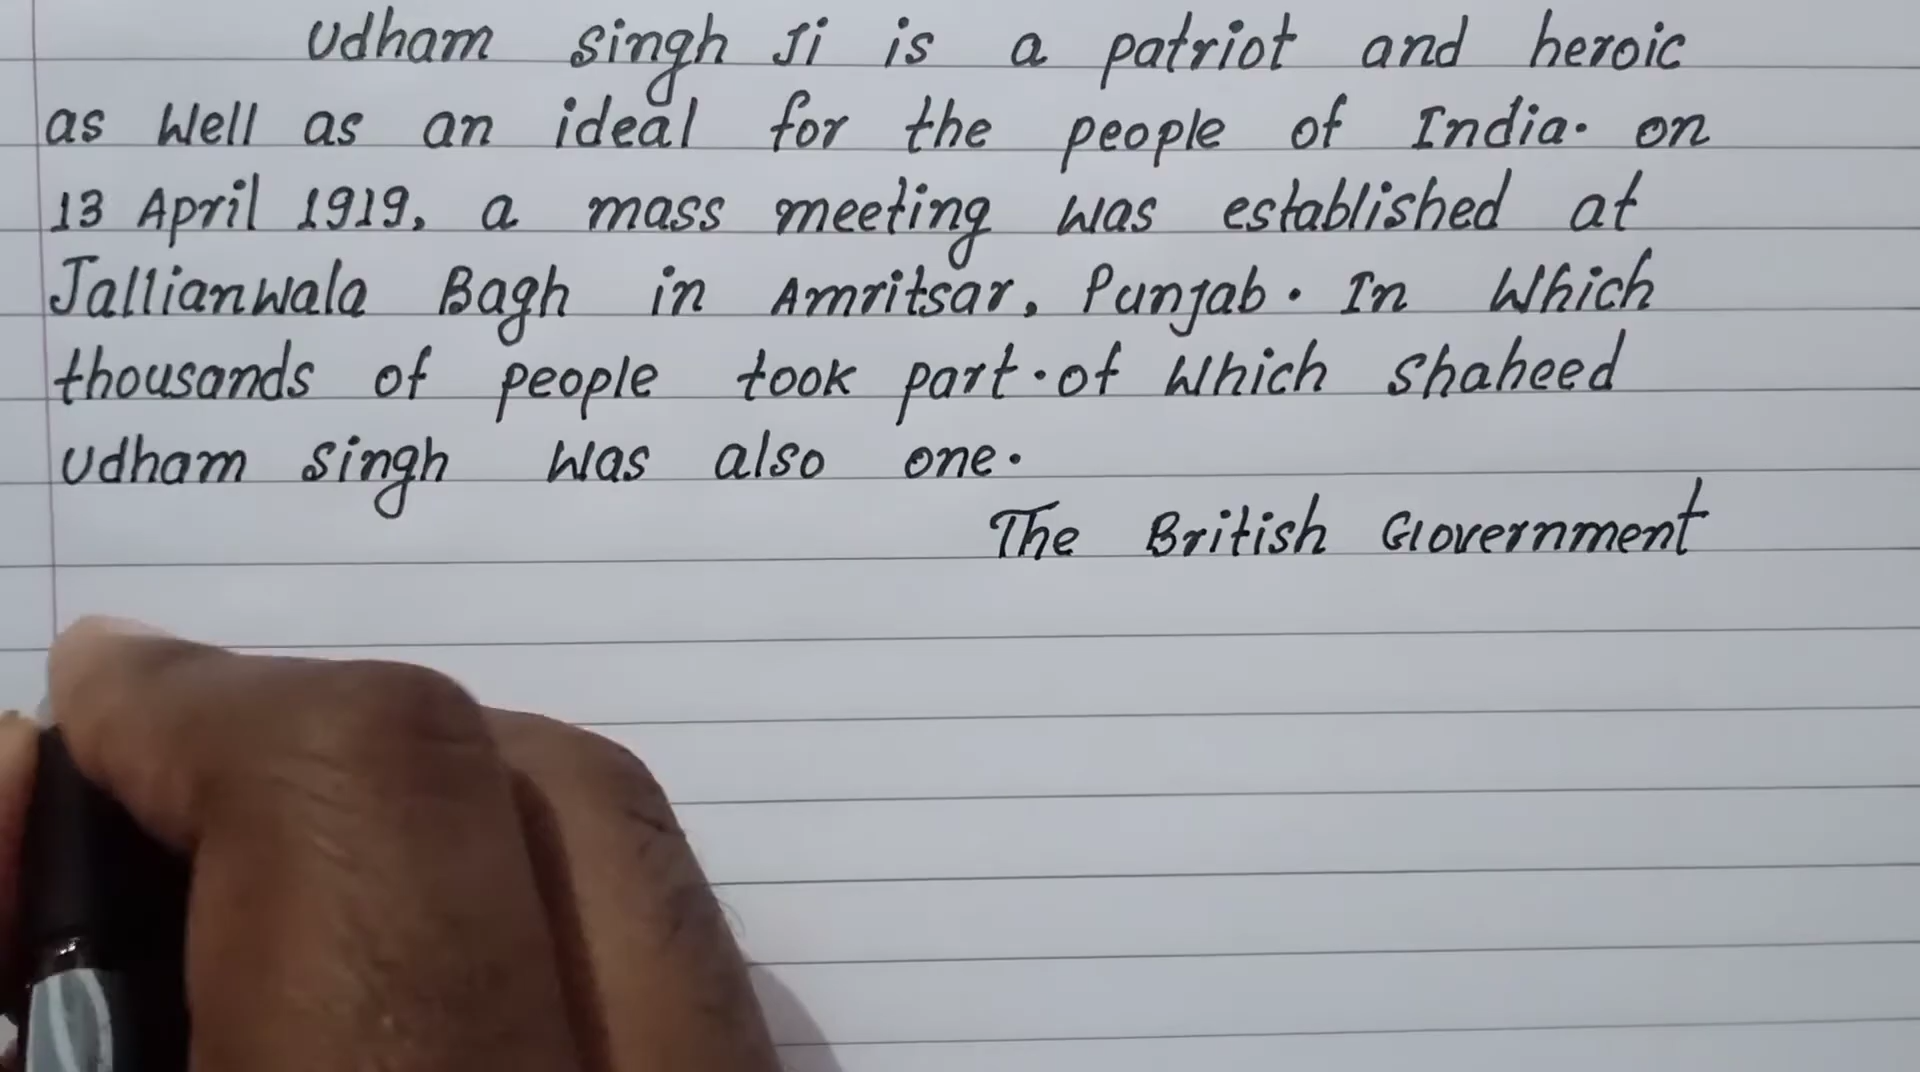 Udham singh Ji is a patriot and heroic
as well as an ideal for the people of India. on
13 April 1919, a mass meeting was established at
Jallianwala Bagh in Amritsar, Punjab. In which
thousands of people took part. of which shaheed
Udham singh was also one.
The British Government